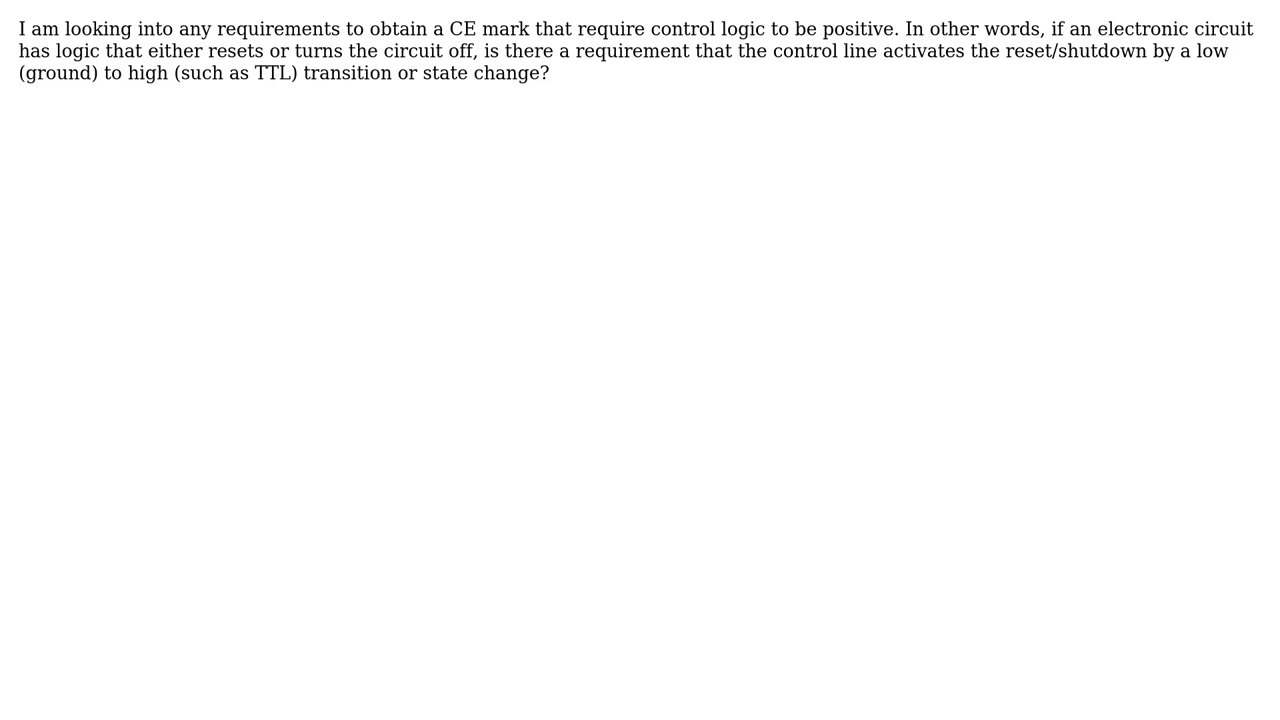 I am looking into any requirements to obtain a CE mark that require control logic to be positive. In other words, if an electronic circuit
has logic that either resets or turns the circuit off, is there a requirement that the control line activates the reset/shutdown by a low
(ground) to high (such as TTL) transition or state change?